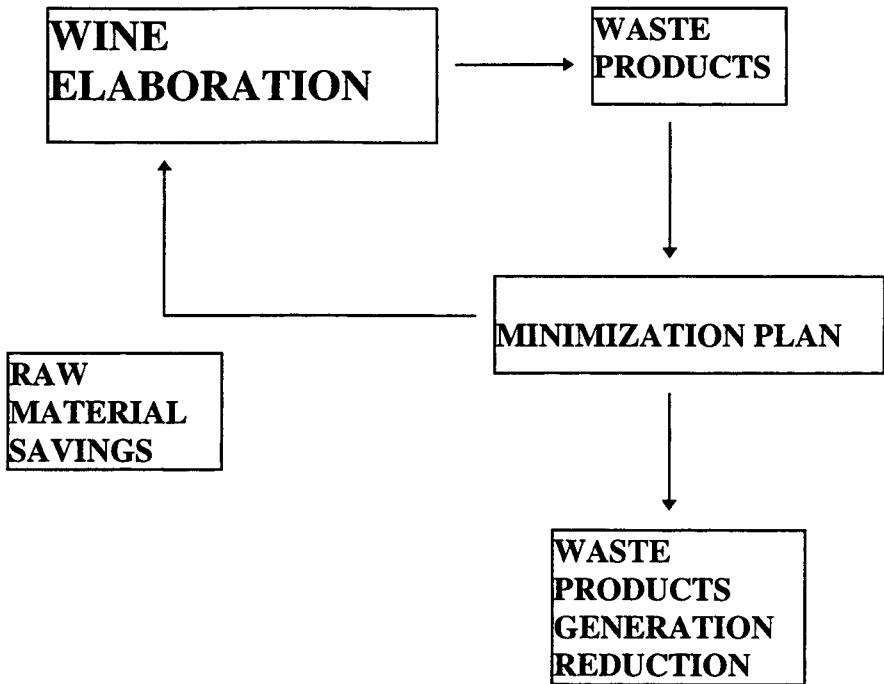 WINE
ELABORATION
WASTE
PRODUCTS
MINIMIZATION PLAN
RAW
MATERIAL
SAVINGS
WASTE
PRODUCTS
GENERATION
REDUCTION